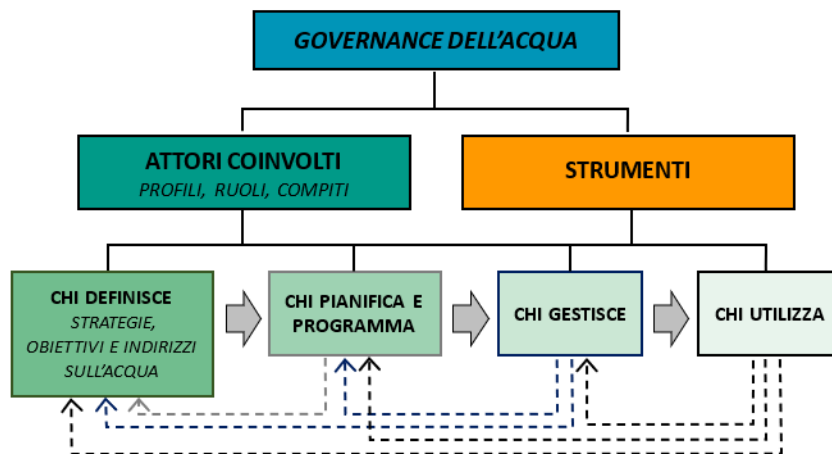 GOVERNANCE DELL'ACQUA
ATTORI COINVOLTI
PROFILI, RUOLI, COMPITI
STRUMENTI
CHI DEFINISCE
STRATEGIE,
OBIETTIVI E INDIRIZZI
SULL'ACQUA
CHI PIANIFICA E
PROGRAMMA
CHI GESTISCE
CHI UTILIZZA